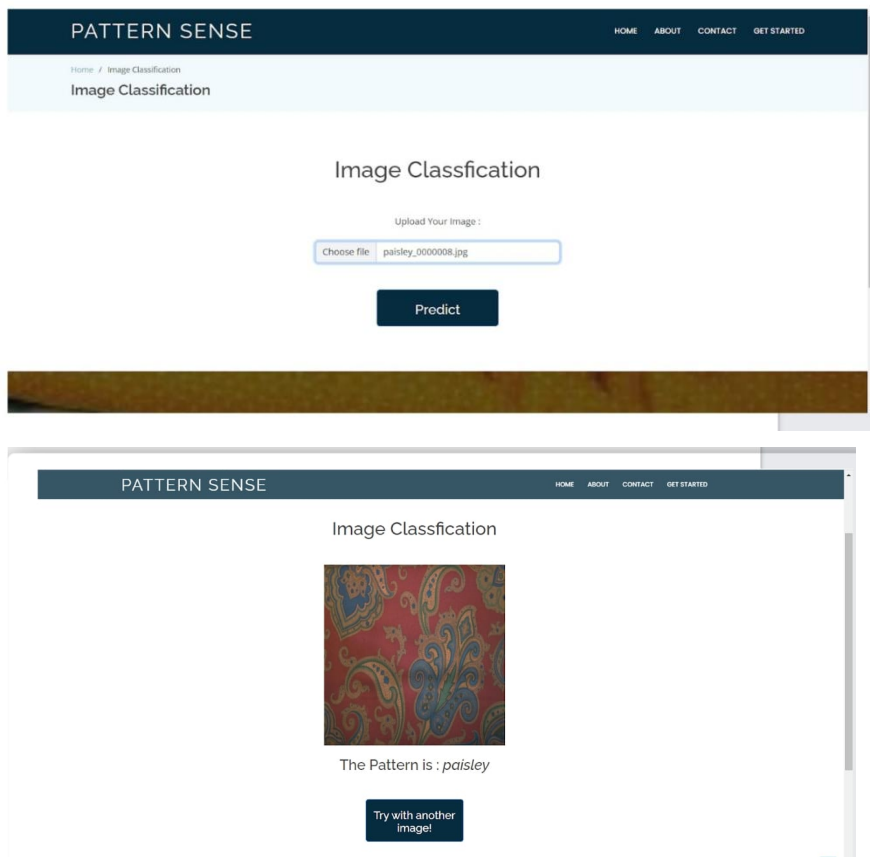 PATTERN SENSE
HOME ABOUT CONTACT GET STARTED
Home / Image Classification
Image Classification
Image Classfication
Upload Your Image :
Choose file paisley_0000008.jpg
Predict
PATTERN SENSE
HOME ABOUT CONTACT GET STARTED
Image Classfication
The Pattern is : paisley
Try with another
image!